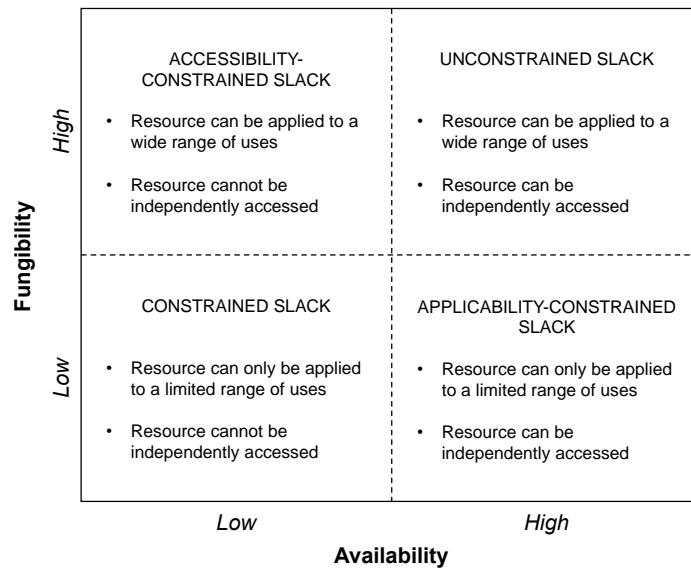 ACCESSIBILITY-
CONSTRAINED SLACK
• Resource can be applied to a
wide range of uses
• Resource cannot be
independently accessed
UNCONSTRAINED SLACK
• Resource can be applied to a
wide range of uses
• Resource can be
independently accessed
High
Fungibility
Low
CONSTRAINED SLACK
• Resource can only be applied
to a limited range of uses
• Resource cannot be
independently accessed
APPLICABILITY-CONSTRAINED
SLACK
• Resource can only be applied
to a limited range of uses
• Resource can be
independently accessed
Low
High
Availability